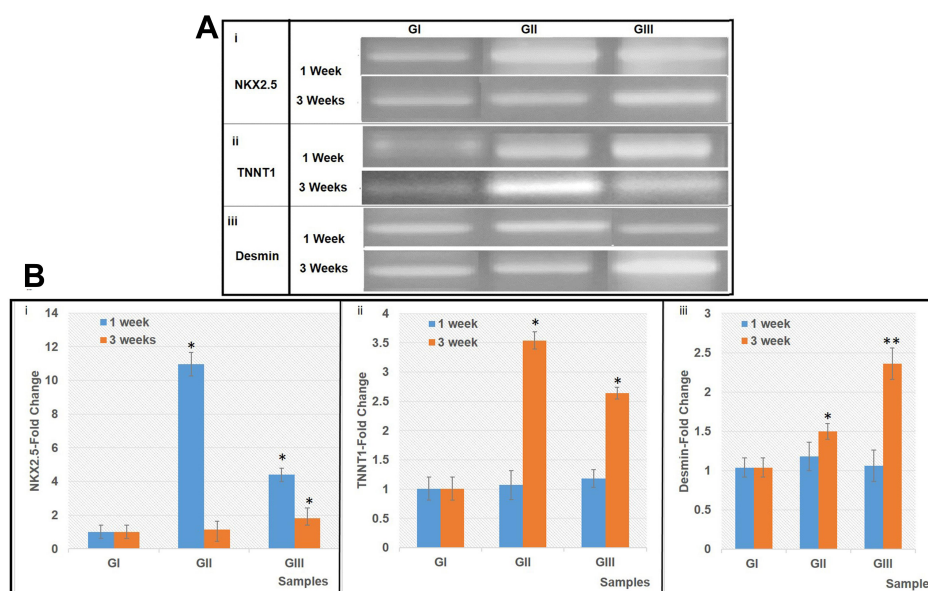 A
GI GII GIII
i
NKX2.5
1 Week
3 Weeks
ii
TNNT1
1 Week
3 Weeks
iii
Desmin
1 Week
3 Weeks
B
i
NKX2.5-Fold Change
14
12
10
8
6
4
2
0
1 week
3 weeks
*
*
*
GI GII GIII
Samples
ii
TNNT1-Fold Change
4
3.5
3
2.5
2
1.5
1
0.5
0
1 week
3 week
*
*
GI GII GIII
Samples
iii
Desmin-Fold Change
3
2.5
2
1.5
1
0.5
0
1 week
3 week
*
**
GI GII GIII
Sample